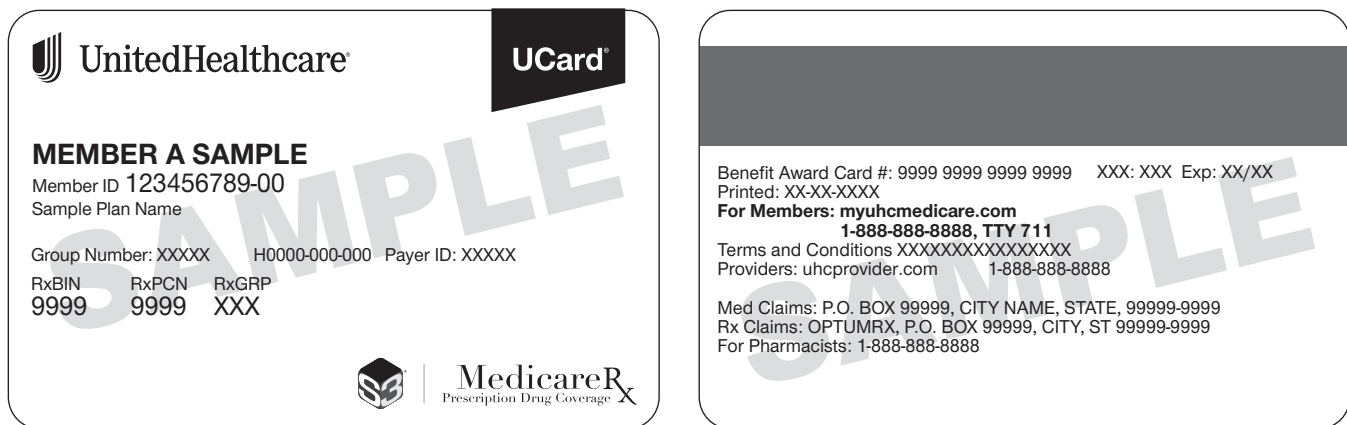 UnitedHealthcare®
UCard®
SAMPLE
MEMBER A SAMPLE
Member ID 123456789-00
Sample Plan Name
Group Number: XXXXX H0000-000-000 Payer ID: XXXXX
RxBIN RxPCN RxGRP
9999 9999 XXX
S3
MedicareRx
Prescription Drug Coverage
SAMPLE
Benefit Award Card #: 9999 9999 9999 9999 XXX: XXX Exp: XX/XX
Printed: XX-XX-XXXX
For Members: myuhcmedicare.com
1-888-888-8888, TTY 711
Terms and Conditions XXXXXXXXXXXXXXXX
Providers: uhcprovider.com 1-888-888-8888
Med Claims: P.O. BOX 99999, CITY NAME, STATE, 99999-9999
Rx Claims: OPTUMRX, P.O. BOX 99999, CITY, ST 99999-9999
For Pharmacists: 1-888-888-8888